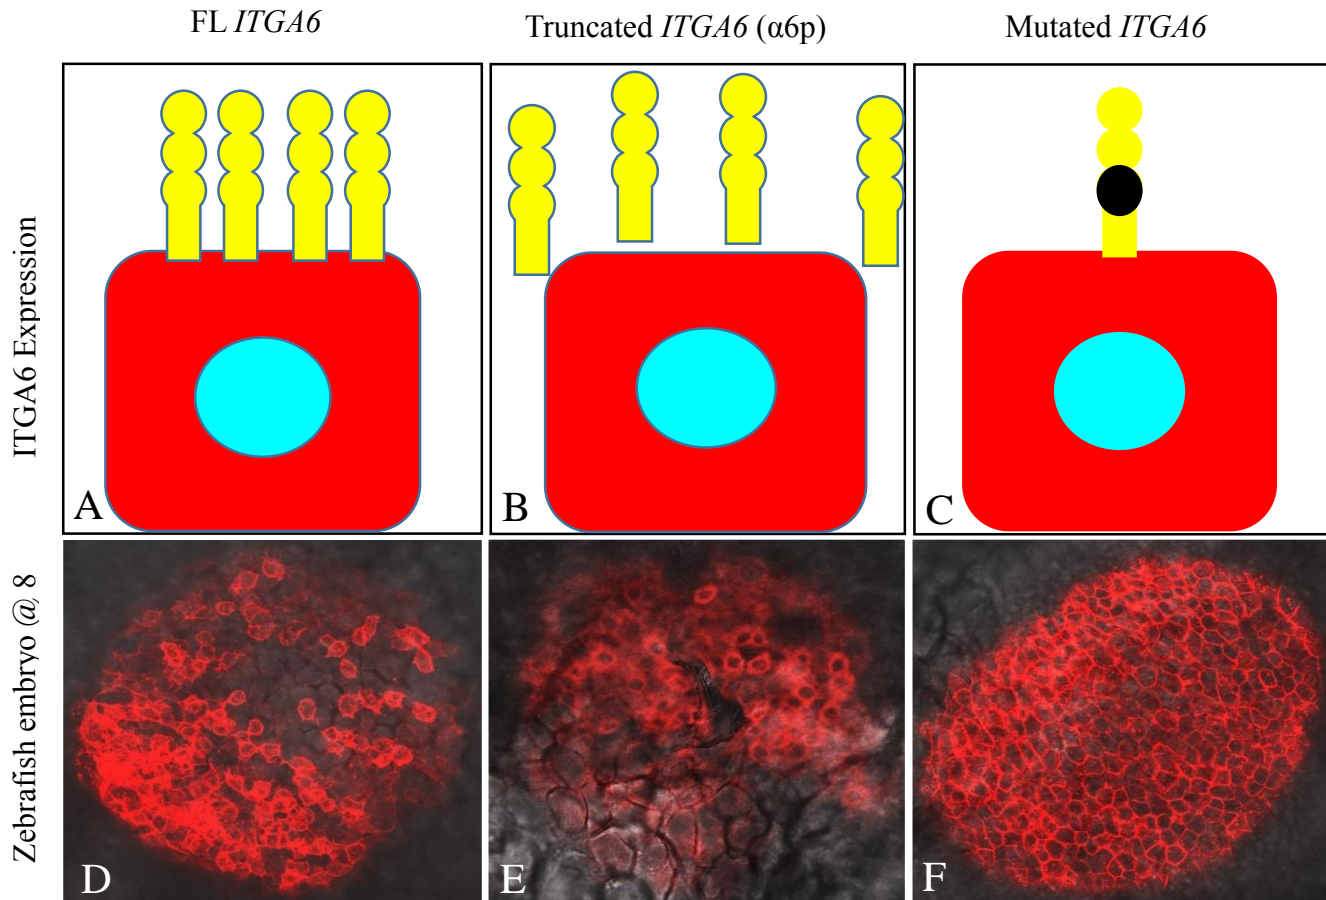 FL ITGA6
Truncated ITGA6 (α6p)
Mutated ITGA6
ITGA6 Expression
A
B
C
Zebrafish embryo @ 8
D
E
F